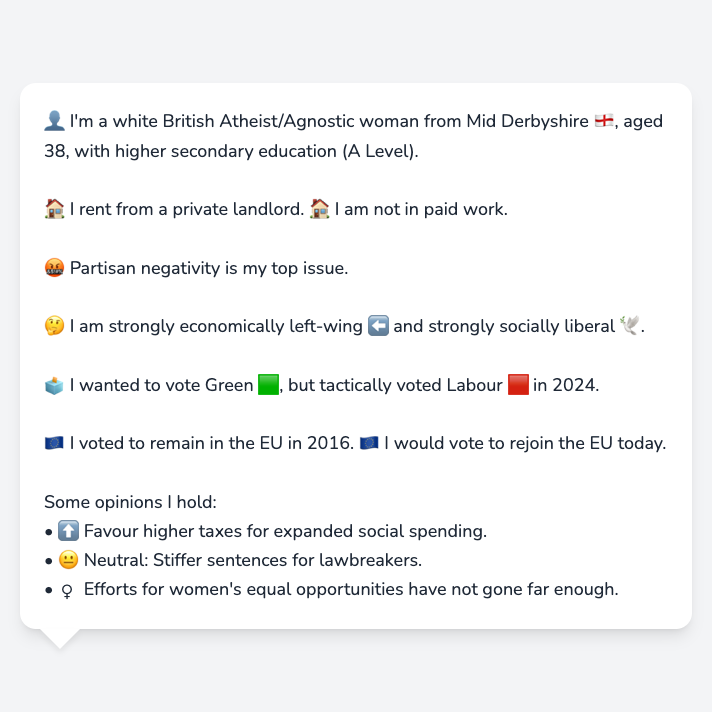 👤 I'm a white British Atheist/Agnostic woman from Mid Derbyshire 🏴󠁧󠁢󠁥󠁮󠁧󠁿, aged
38, with higher secondary education (A Level).
🏠 I rent from a private landlord. 🏠 I am not in paid work.
🤬 Partisan negativity is my top issue.
🤔 I am strongly economically left-wing ⬅️ and strongly socially liberal 🕊️.
🗳️ I wanted to vote Green 🟩, but tactically voted Labour 🟥 in 2024.
🇪🇺 I voted to remain in the EU in 2016. 🇪🇺 I would vote to rejoin the EU today.
Some opinions I hold:
• ⬆️ Favour higher taxes for expanded social spending.
• 😐 Neutral: Stiffer sentences for lawbreakers.
• ♀ Efforts for women's equal opportunities have not gone far enough.